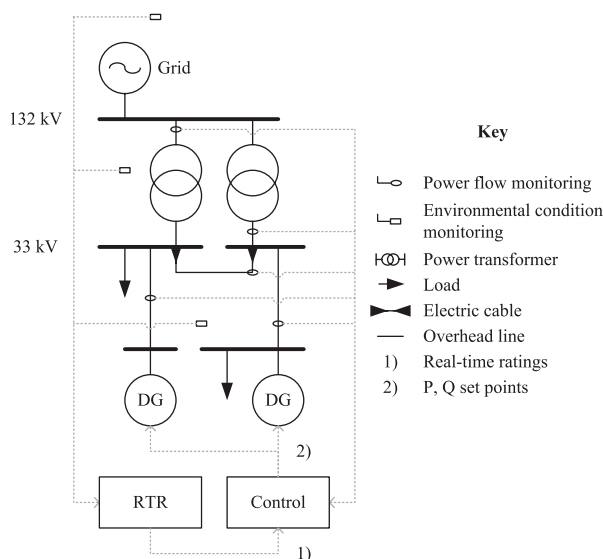 Grid
132 kV
33 kV
DG
DG
2)
RTR
Control
1)
Key
Power flow monitoring
Environmental condition
monitoring
Power transformer
Load
Electric cable
Overhead line
1) Real-time ratings
2) P, Q set points